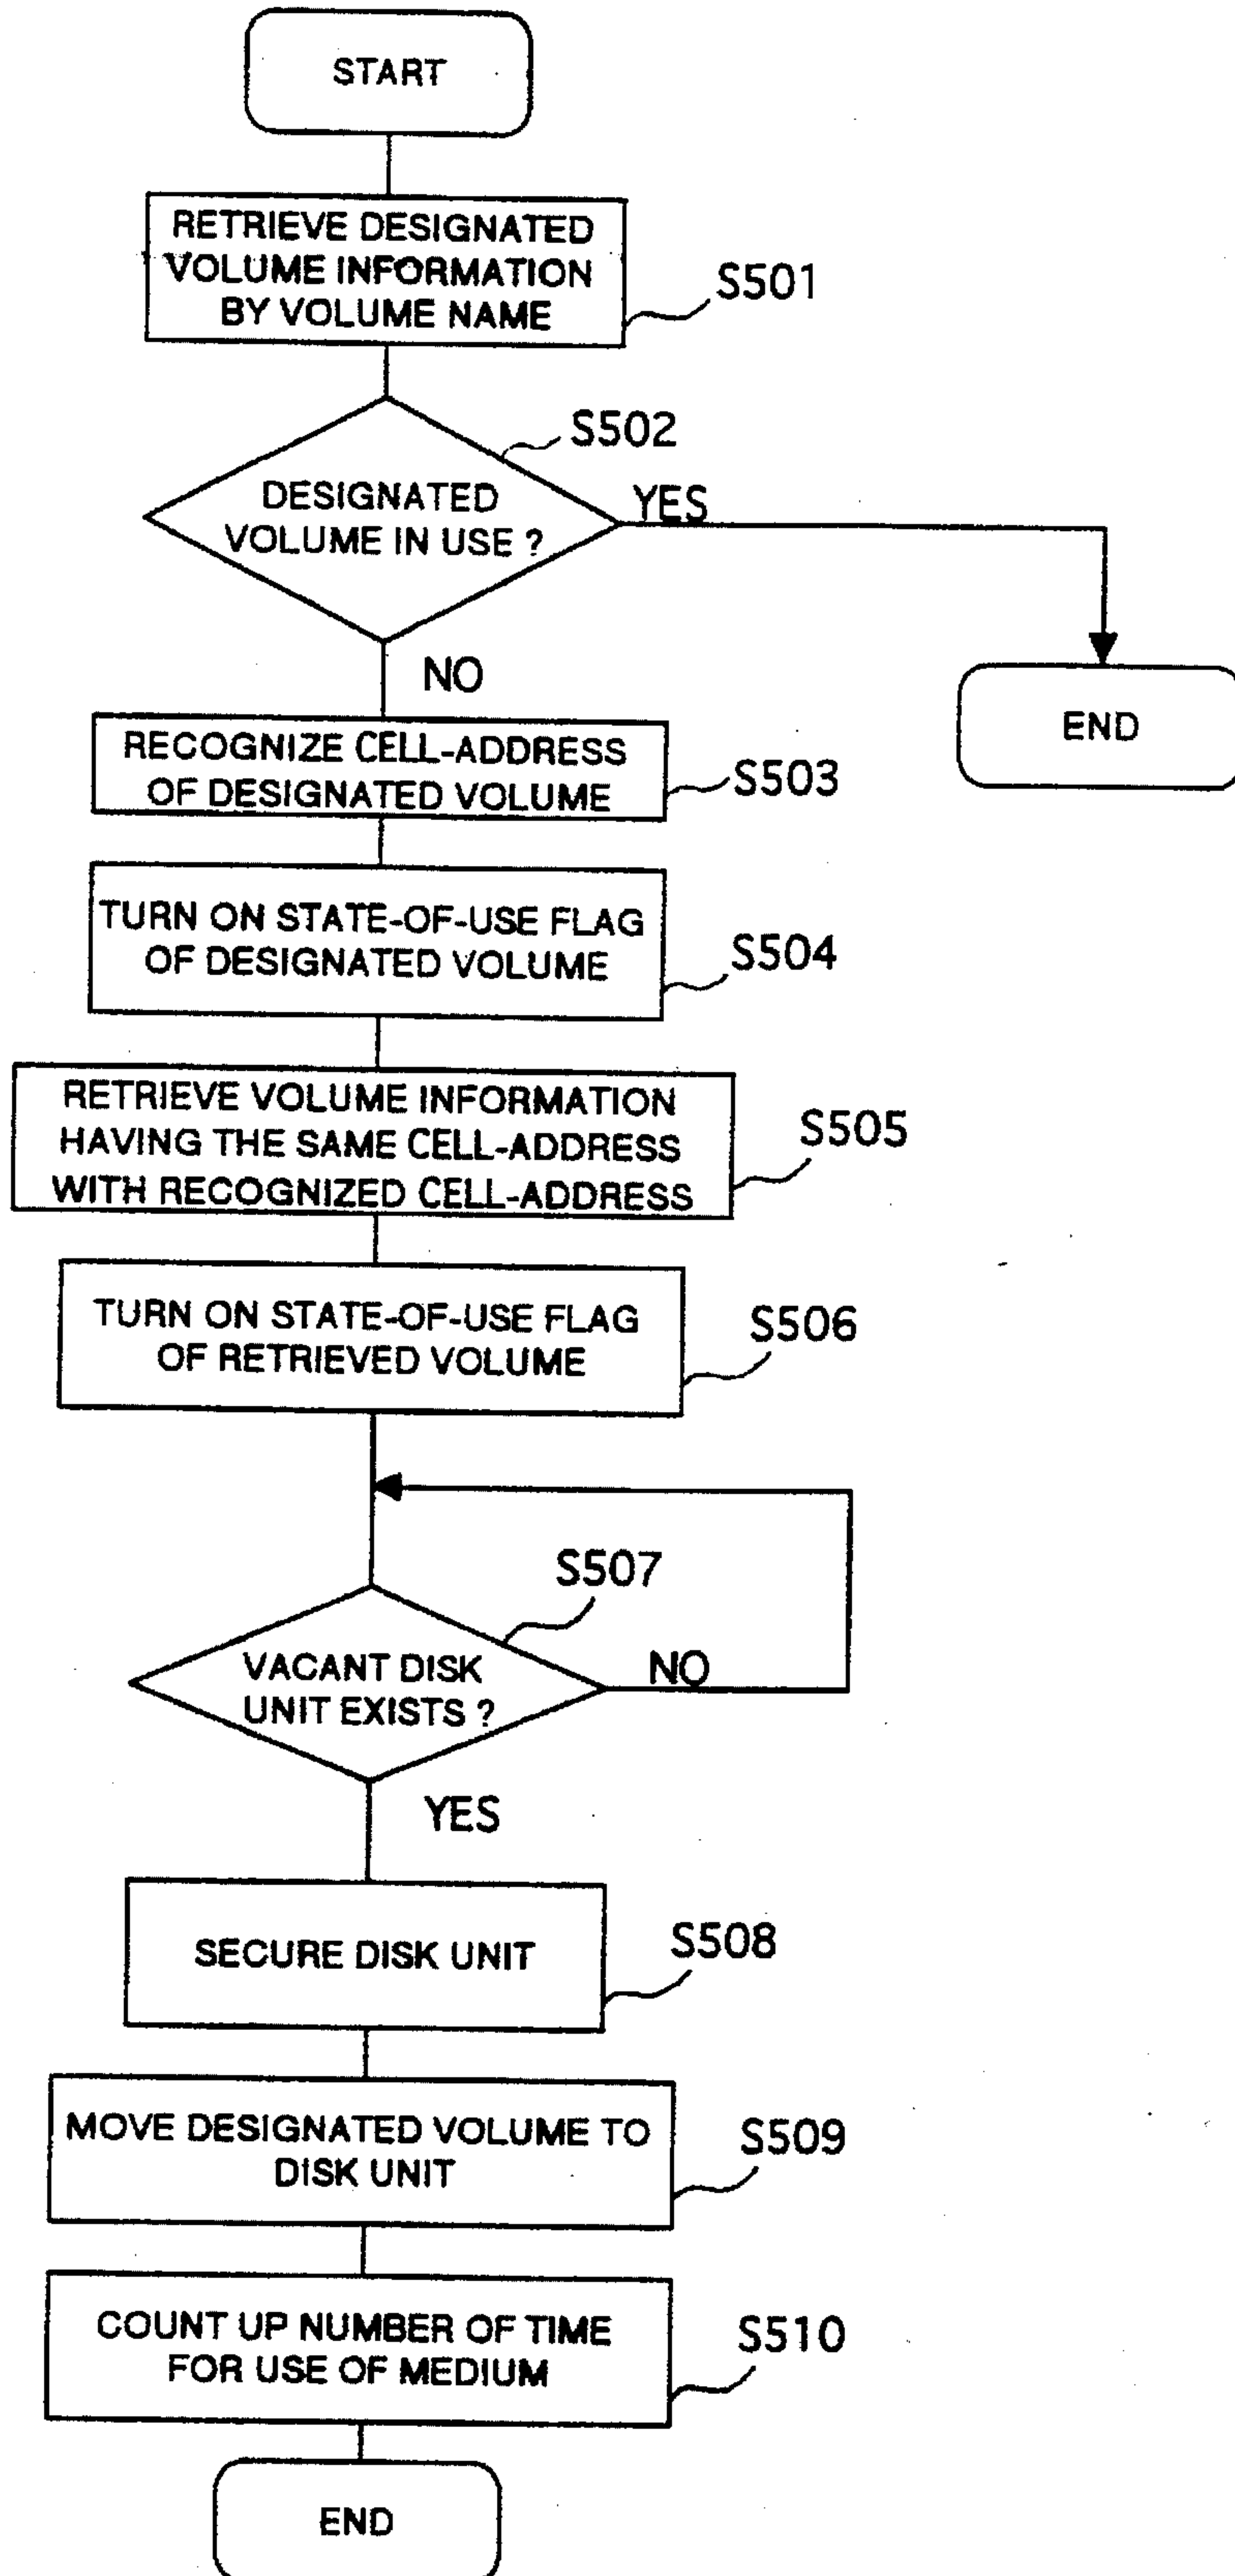 START
RETRIEVE DESIGNATED
VOLUME INFORMATION
BY VOLUME NAME
S501
S502
DESIGNATED
VOLUME IN USE ?
YES
NO
END
RECOGNIZE CELL-ADDRESS
OF DESIGNATED VOLUME
S503
TURN ON STATE-OF-USE FLAG
OF DESIGNATED VOLUME
S504
RETRIEVE VOLUME INFORMATION
HAVING THE SAME CELL-ADDRESS
WITH RECOGNIZED CELL-ADDRESS
S505
TURN ON STATE-OF-USE FLAG
OF RETRIEVED VOLUME
S506
S507
VACANT DISK
UNIT EXISTS ?
NO
YES
SECURE DISK UNIT
S508
MOVE DESIGNATED VOLUME TO
DISK UNIT
S509
COUNT UP NUMBER OF TIME
FOR USE OF MEDIUM
S510
END